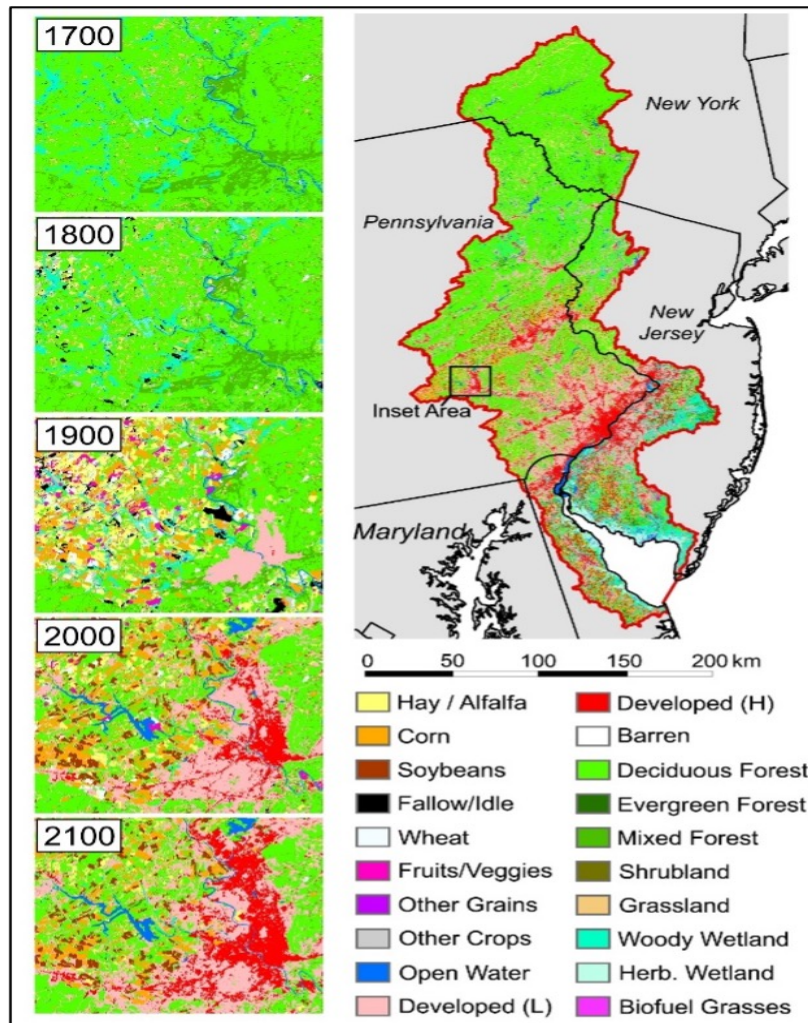 1700
1800
1900
2000
2100
New York
Pennsylvania
New
Jersey
Inset Area
Maryland
0 50 100 150 200 km
Hay / Alfalfa
Corn
Soybeans
Fallow/Idle
Wheat
Fruits/Veggies
Other Grains
Other Crops
Open Water
Developed (L)
Developed (H)
Barren
Deciduous Forest
Evergreen Forest
Mixed Forest
Shrubland
Grassland
Woody Wetland
Herb. Wetland
Biofuel Grasses